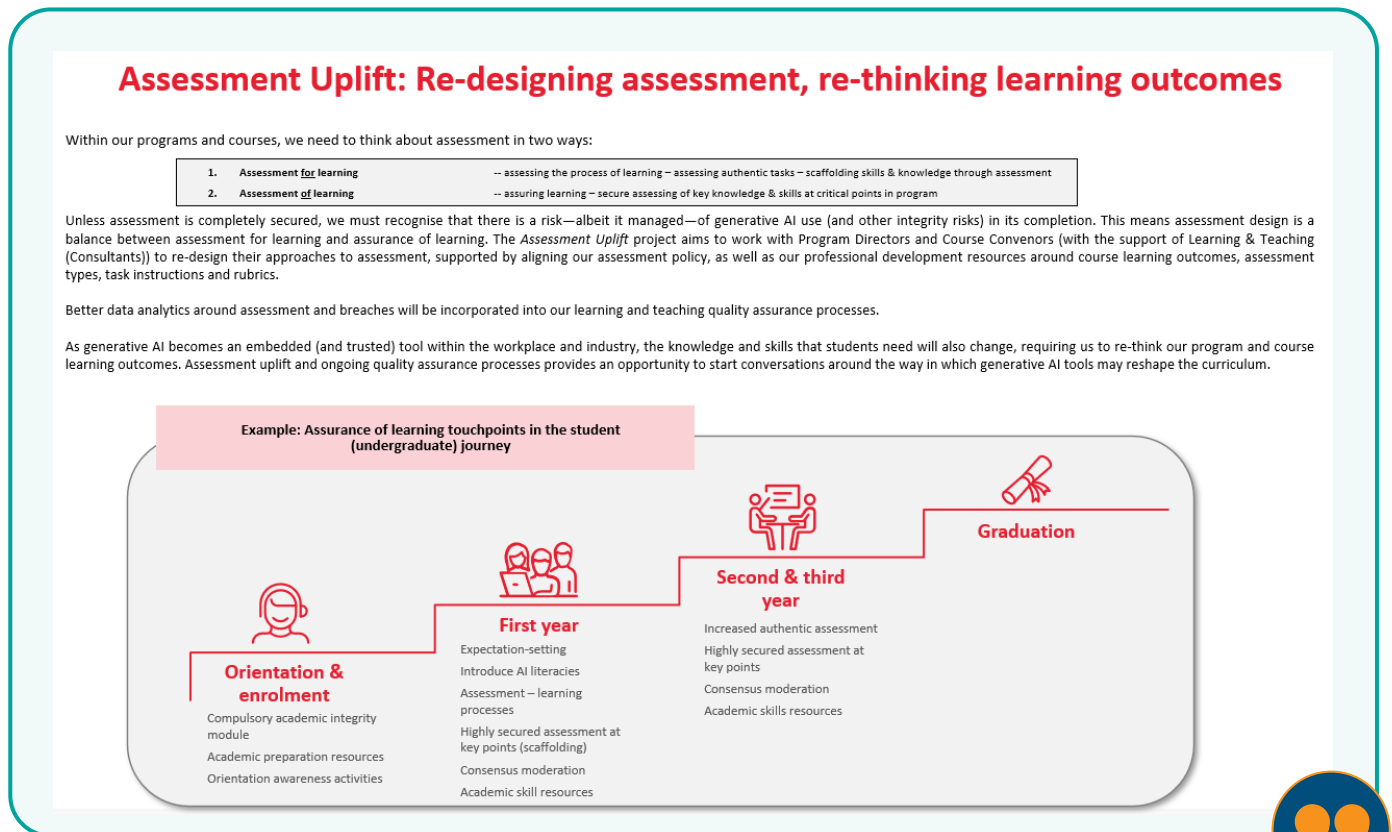 Assessment Uplift: Re-designing assessment, re-thinking learning outcomes
Within our programs and courses, we need to think about assessment in two ways:
1. Assessment for learning -- assessing the process of learning – assessing authentic tasks – scaffolding skills & knowledge through assessment
2. Assessment of learning -- assuring learning – secure assessing of key knowledge & skills at critical points in program
Unless assessment is completely secured, we must recognise that there is a risk—albeit it managed—of generative AI use (and other integrity risks) in its completion. This means assessment design is a
balance between assessment for learning and assurance of learning. The Assessment Uplift project aims to work with Program Directors and Course Convenors (with the support of Learning & Teaching
(Consultants)) to re-design their approaches to assessment, supported by aligning our assessment policy, as well as our professional development resources around course learning outcomes, assessment
types, task instructions and rubrics.
Better data analytics around assessment and breaches will be incorporated into our learning and teaching quality assurance processes.
As generative AI becomes an embedded (and trusted) tool within the workplace and industry, the knowledge and skills that students need will also change, requiring us to re-think our program and course
learning outcomes. Assessment uplift and ongoing quality assurance processes provides an opportunity to start conversations around the way in which generative AI tools may reshape the curriculum.
Example: Assurance of learning touchpoints in the student
(undergraduate) journey
Orientation &
enrolment
Compulsory academic integrity
module
Academic preparation resources
Orientation awareness activities
First year
Expectation-setting
Introduce AI literacies
Assessment – learning
processes
Highly secured assessment at
key points (scaffolding)
Consensus moderation
Academic skill resources
Second & third
year
Increased authentic assessment
Highly secured assessment at
key points
Consensus moderation
Academic skills resources
Graduation